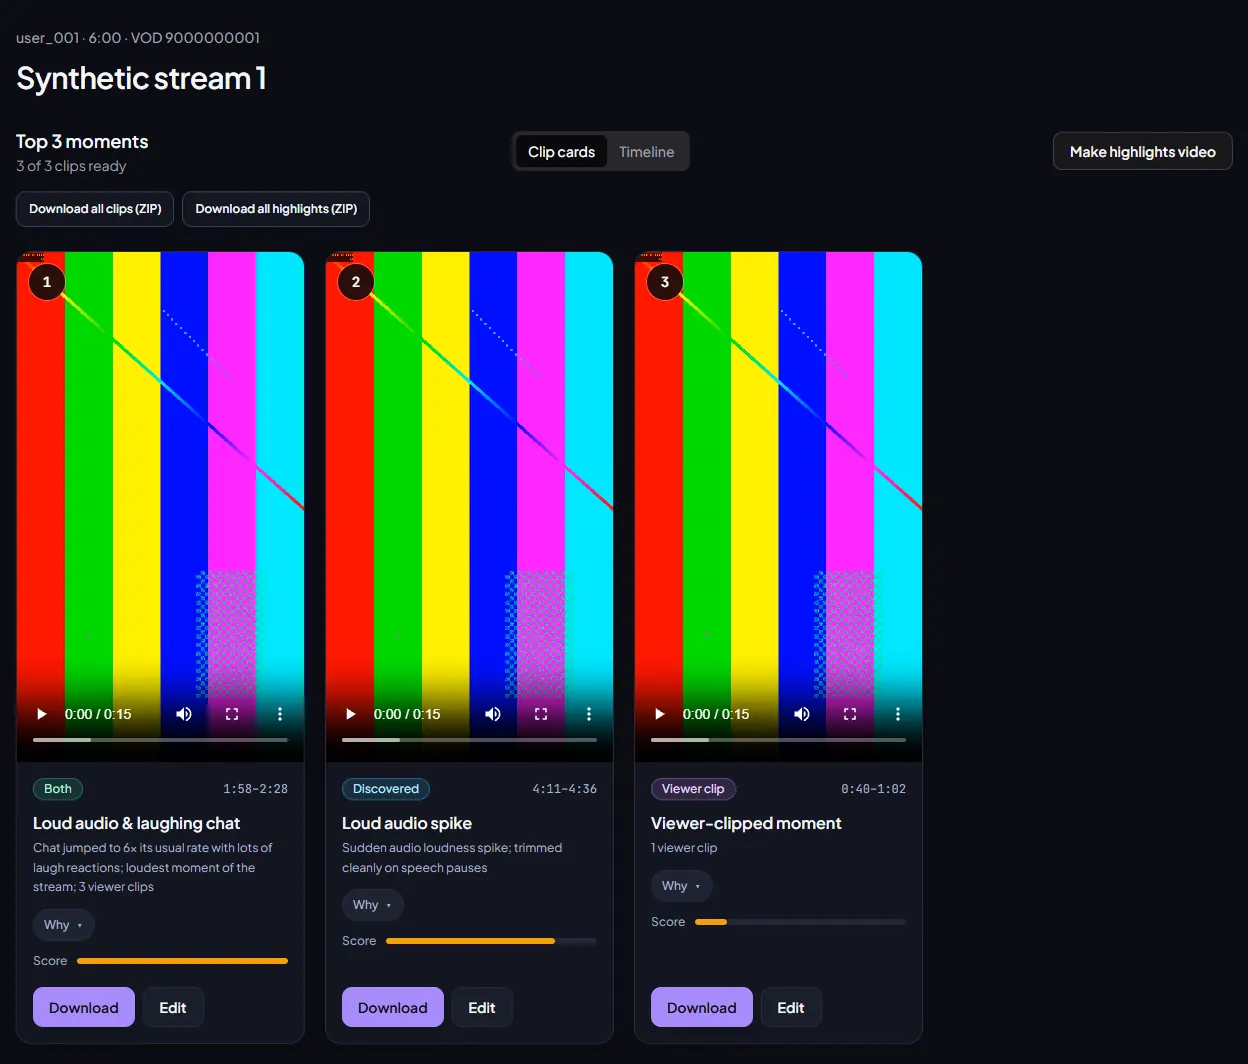 user_001 · 6:00 · VOD 9000000001
Synthetic stream 1
Top 3 moments
3 of 3 clips ready
Clip cards
Timeline
Make highlights video
Download all clips (ZIP)
Download all highlights (ZIP)
1
0:00 / 0:15
Both
1:58–2:28
Loud audio & laughing chat
Chat jumped to 6× its usual rate with lots of
laugh reactions; loudest moment of the
stream; 3 viewer clips
Why
Score
Download
Edit
2
0:00 / 0:15
Discovered
4:11–4:36
Loud audio spike
Sudden audio loudness spike; trimmed
cleanly on speech pauses
Why
Score
Download
Edit
3
0:00 / 0:15
Viewer clip
0:40–1:02
Viewer-clipped moment
1 viewer clip
Why
Score
Download
Edit